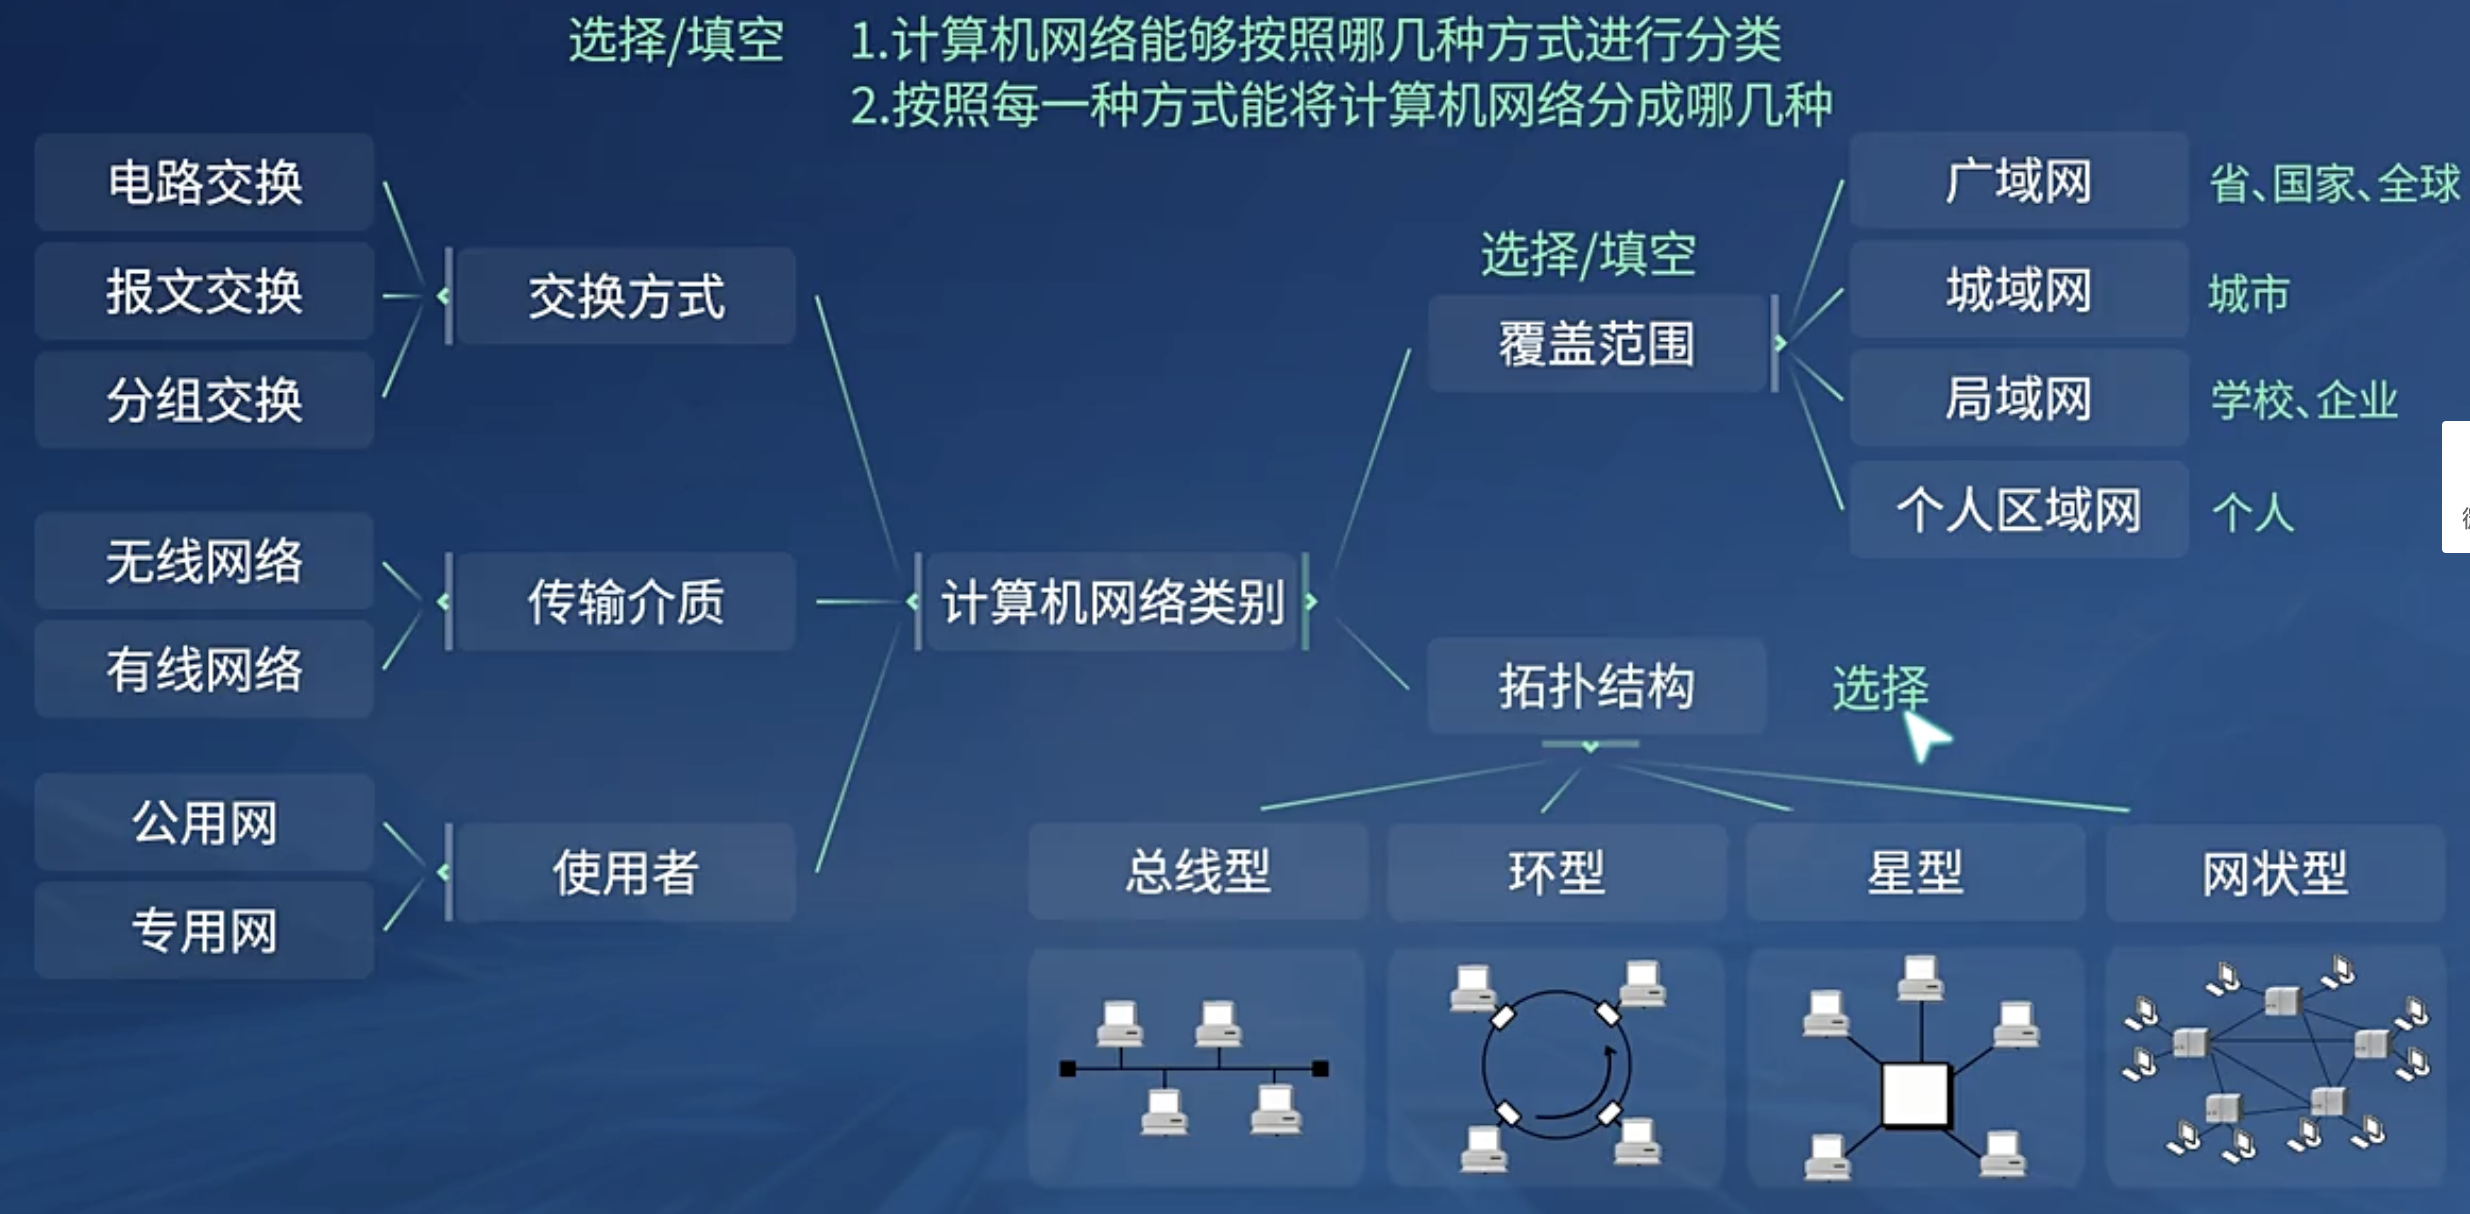 选择/填空 1.计算机网络能够按照哪几种方式进行分类
2.按照每一种方式能将计算机网络分成哪几种
电路交换
报文交换
分组交换
交换方式
无线网络
有线网络
传输介质
公用网
专用网
使用者
计算机网络类别
选择/填空
覆盖范围
广域网 省、国家、全球
城域网 城市
局域网 学校、企业
个人区域网 个人
拓扑结构 选择
总线型 环型 星型 网状型